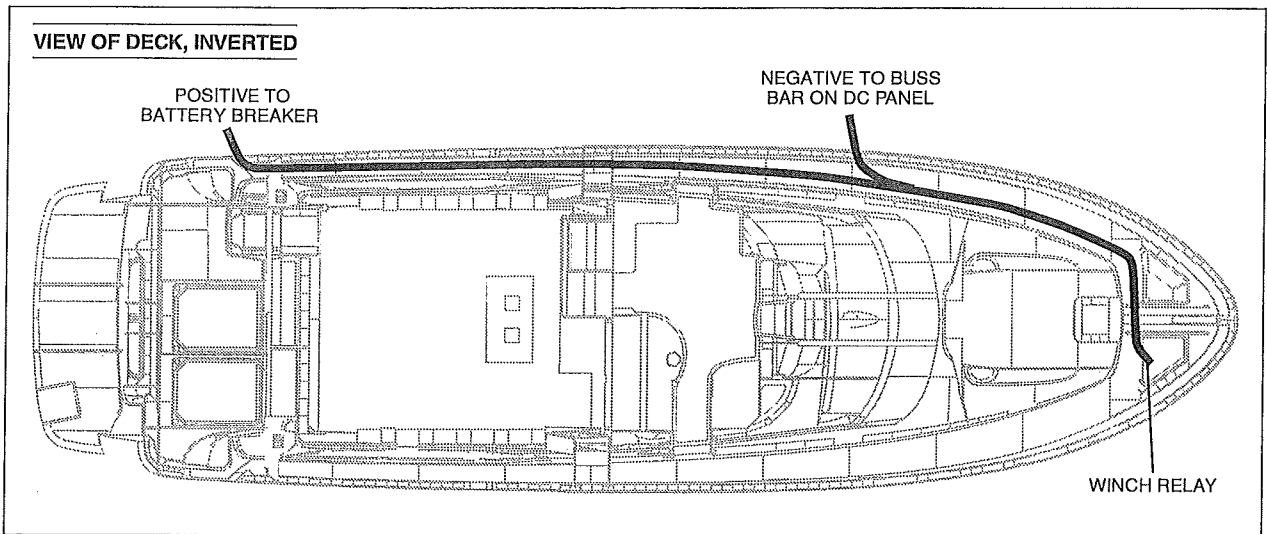 VIEW OF DECK, INVERTED
POSITIVE TO
BATTERY BREAKER
NEGATIVE TO BUSS
BAR ON DC PANEL
WINCH RELAY